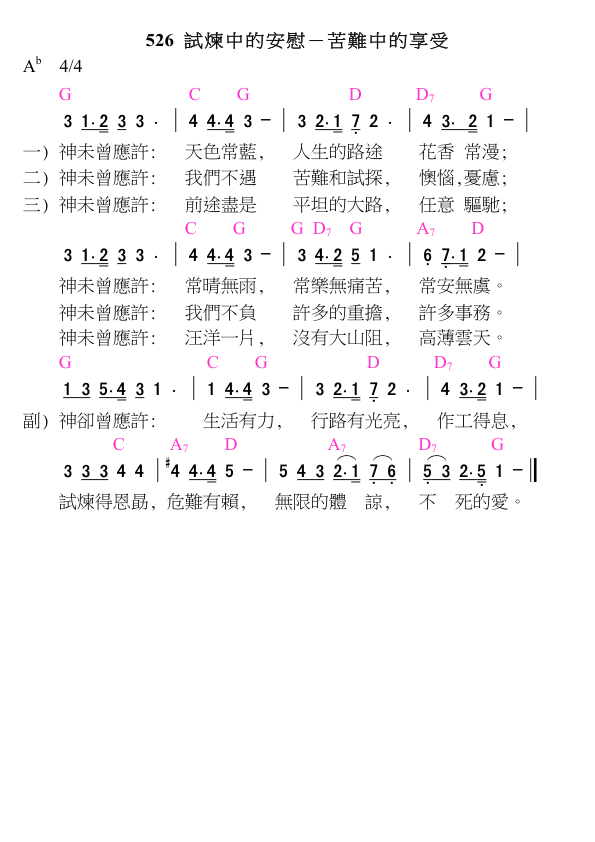 526 試煉中的安慰－苦難中的享受
A♭ 4/4
G C G D D7 G
3 1·2 3 3 · | 4 4·4 3 － | 3 2·1 7 2 · | 4 3·2 1 － |
一) 神未曾應許： 天色常藍， 人生的路途 花香 常漫；
二) 神未曾應許： 我們不遇 苦難和試探， 懊惱，憂慮；
三) 神未曾應許： 前途盡是 平坦的大路， 任意 驅馳；
C G G D7 G A7 D
3 1·2 3 3 · | 4 4·4 3 － | 3 4·2 5 1 · | 6 7·1 2 － |
神未曾應許： 常晴無雨， 常樂無痛苦， 常安無虞。
神未曾應許： 我們不負 許多的重擔， 許多事務。
神未曾應許： 汪洋一片， 沒有大山阻， 高薄雲天。
G C G D D7 G
1 3 5·4 3 1 · | 1 4·4 3 － | 3 2·1 7 2 · | 4 3·2 1 － |
副) 神卻曾應許： 生活有力， 行路有光亮， 作工得息，
C A7 D A7 D7 G
3 3 3 4 4 | #4 4·4 5 － | 5 4 3 2·1 7 6 | 5 3 2·5 1 － ‖
試煉得恩勗，危難有賴， 無限的體 諒， 不 死的愛。